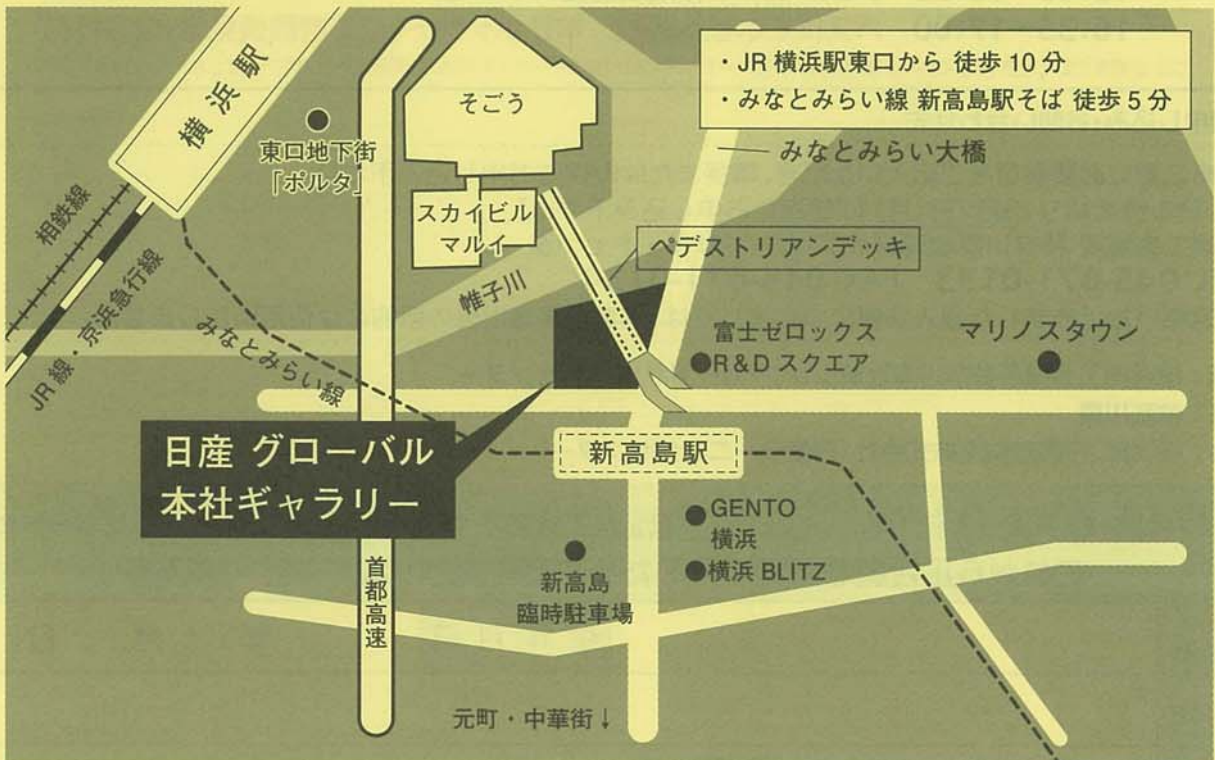 横浜駅
そごう
・JR 横浜駅東口から 徒歩 10 分
・みなとみらい線 新高島駅そば 徒歩 5 分
東口地下街
「ポルタ」
みなとみらい大橋
相鉄線
スカイビル
マルイ
ペデストリアンデッキ
JR 線・京浜急行線
帷子川
みなとみらい線
富士ゼロックス
R&D スクエア
マリノスタウン
日産 グローバル
本社ギャラリー
新高島駅
GENTO
横浜
横浜 BLITZ
新高島
臨時駐車場
首都高速
元町・中華街↓